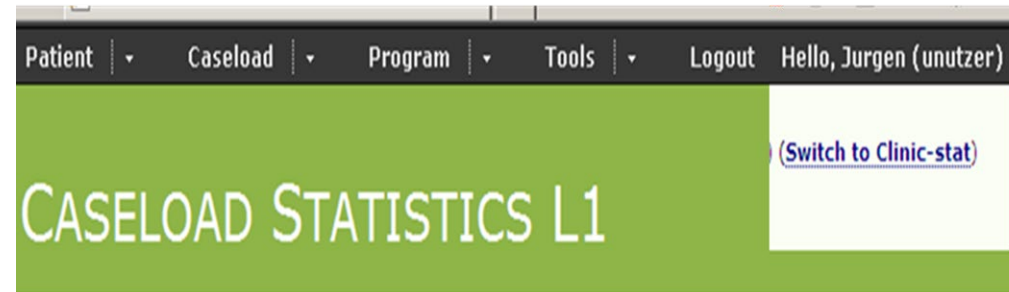 Patient Caseload Program Tools Logout Hello, Jurgen (unutzer)
(Switch to Clinic-stat)
CASELOAD STATISTICS L1